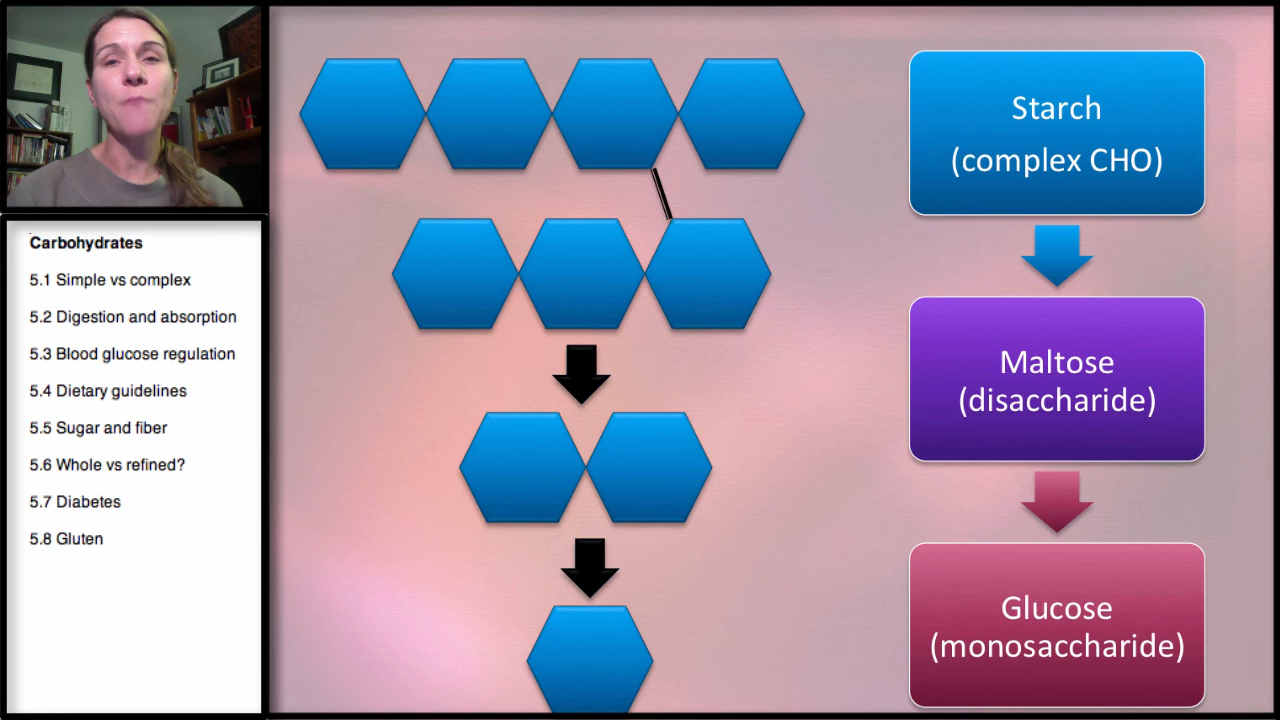 Carbohydrates
5.1 Simple vs complex
5.2 Digestion and absorption
5.3 Blood glucose regulation
5.4 Dietary guidelines
5.5 Sugar and fiber
5.6 Whole vs refined?
5.7 Diabetes
5.8 Gluten
Starch
(complex CHO)
Maltose
(disaccharide)
Glucose
(monosaccharide)